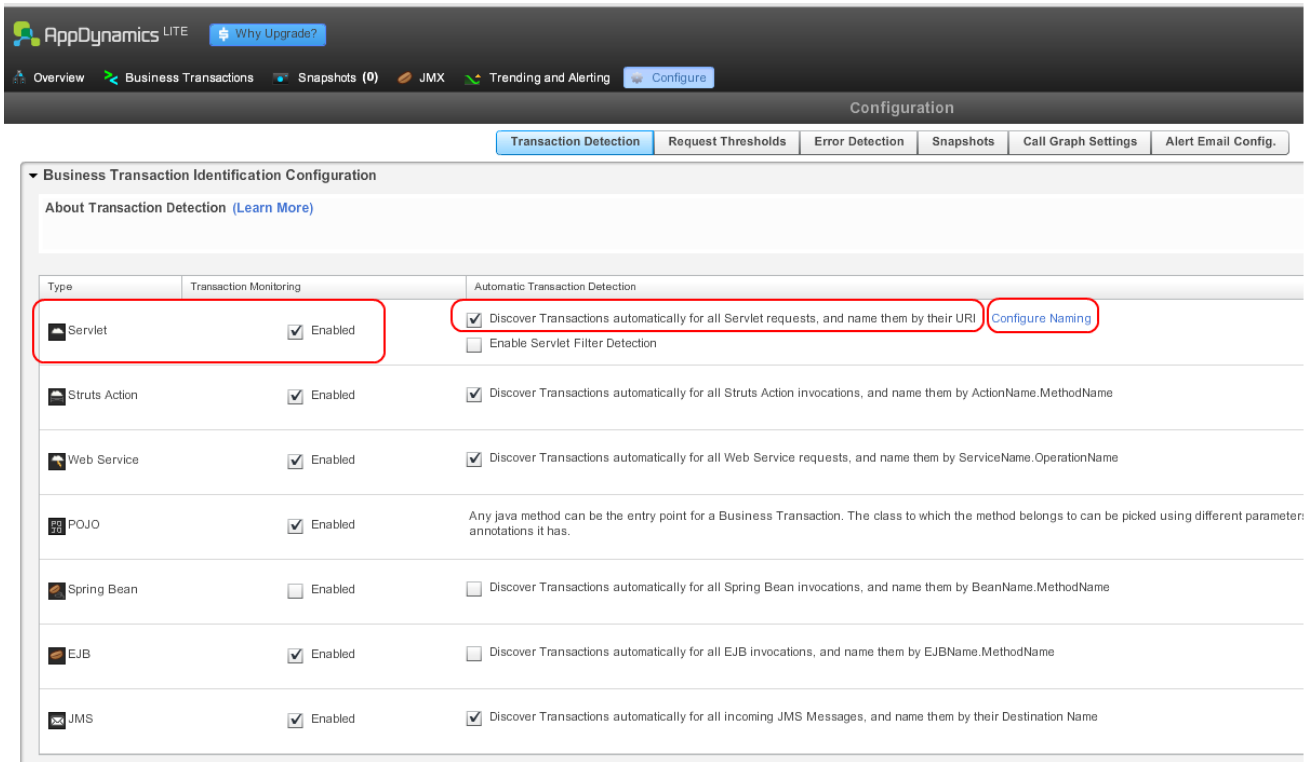 AppDynamics LITE
Why Upgrade?
Overview Business Transactions Snapshots (0) JMX Trending and Alerting Configure
Configuration
Transaction Detection Request Thresholds Error Detection Snapshots Call Graph Settings Alert Email Config.
Business Transaction Identification Configuration
About Transaction Detection (Learn More)
Type Transaction Monitoring Automatic Transaction Detection
Servlet Enabled Discover Transactions automatically for all Servlet requests, and name them by their URI Configure Naming
Enable Servlet Filter Detection
Struts Action Enabled Discover Transactions automatically for all Struts Action invocations, and name them by ActionName.MethodName
Web Service Enabled Discover Transactions automatically for all Web Service requests, and name them by ServiceName.OperationName
POJO POJO Enabled Any java method can be the entry point for a Business Transaction. The class to which the method belongs to can be picked using different parameters
annotations it has.
Spring Bean Enabled Discover Transactions automatically for all Spring Bean invocations, and name them by BeanName.MethodName
EJB Enabled Discover Transactions automatically for all EJB invocations, and name them by EJBName.MethodName
JMS Enabled Discover Transactions automatically for all incoming JMS Messages, and name them by their Destination Name